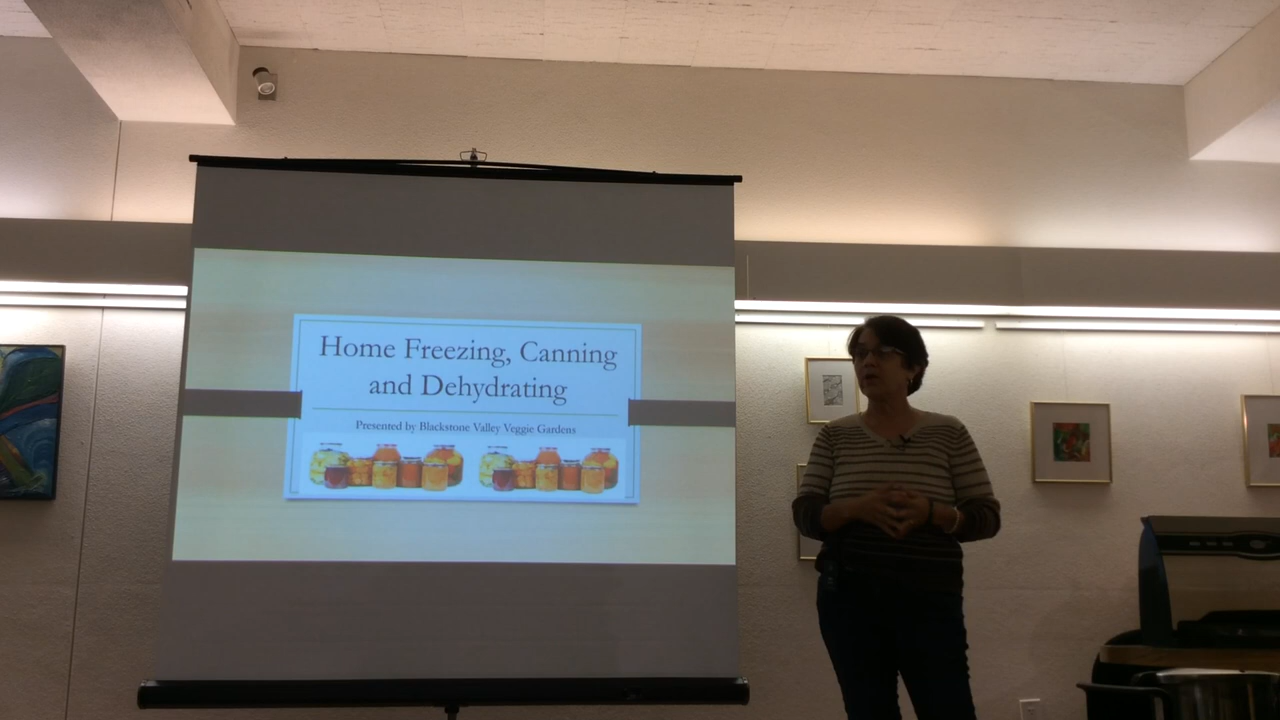 Home Freezing, Canning
and Dehydrating
Presented by Blackstone Valley Veggie Gardens